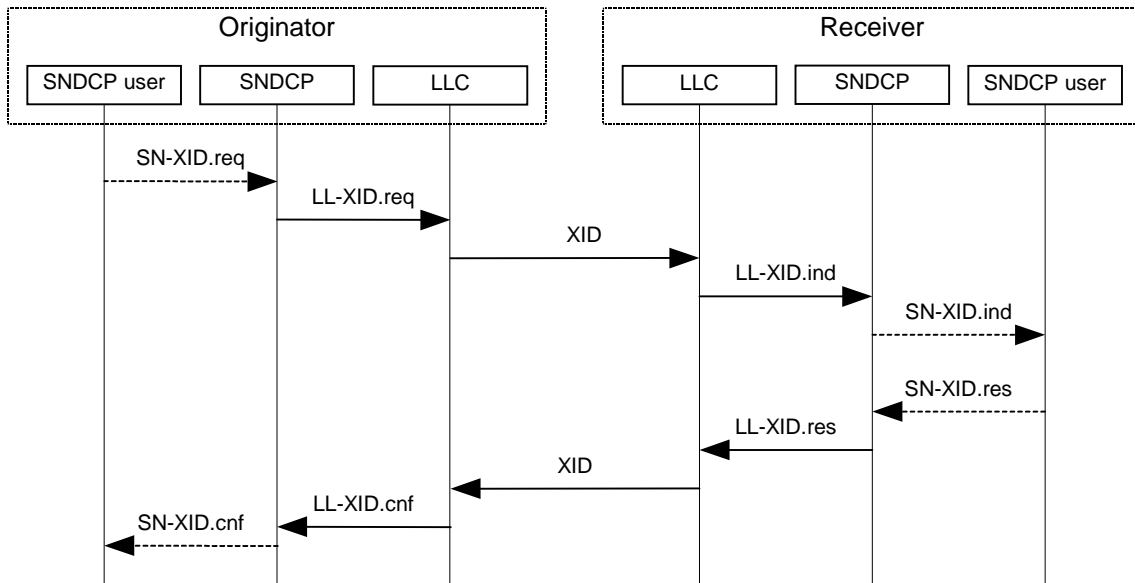 Originator
Receiver
SNDCP user
SNDCP
LLC
LLC
SNDCP
SNDCP user
SN-XID.req
LL-XID.req
XID
LL-XID.ind
SN-XID.ind
SN-XID.res
LL-XID.res
XID
LL-XID.cnf
SN-XID.cnf